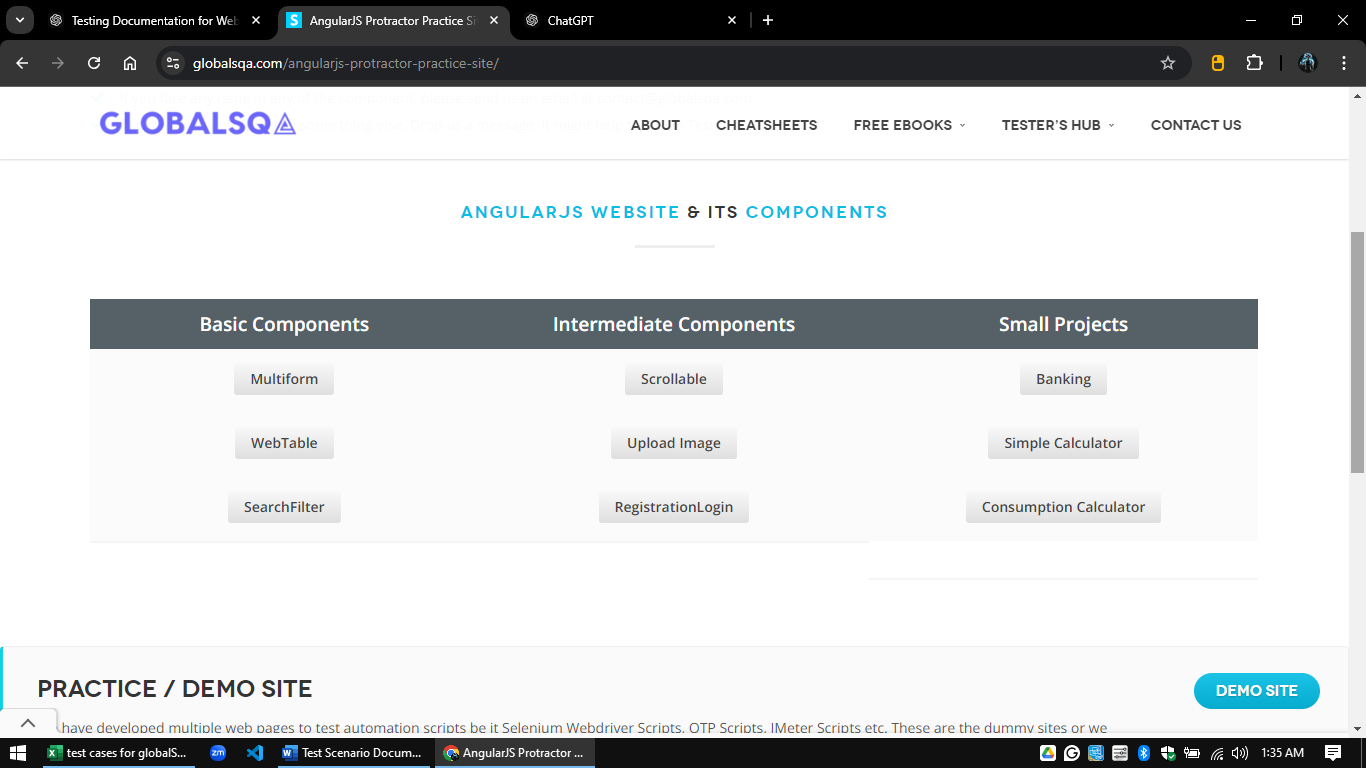 Testing Documentation for Web
AngularJS Protractor Practice Si
ChatGPT
globalsqa.com/angularjs-protractor-practice-site/
GLOBALSQA
ABOUT
CHEATSHEETS
FREE EBOOKS
TESTER'S HUB
CONTACT US
ANGULARJS WEBSITE & ITS COMPONENTS
Basic Components Intermediate Components Small Projects
Multiform Scrollable Banking
WebTable Upload Image Simple Calculator
SearchFilter RegistrationLogin Consumption Calculator
PRACTICE / DEMO SITE
DEMO SITE
have developed multiple web pages to test automation scripts be it Selenium Webdriver Scripts, QTP Scripts, JMeter Scripts etc. These are the dummy sites or we
test cases for globalS...
zm
Test Scenario Docum...
AngularJS Protractor ...
1:35 AM